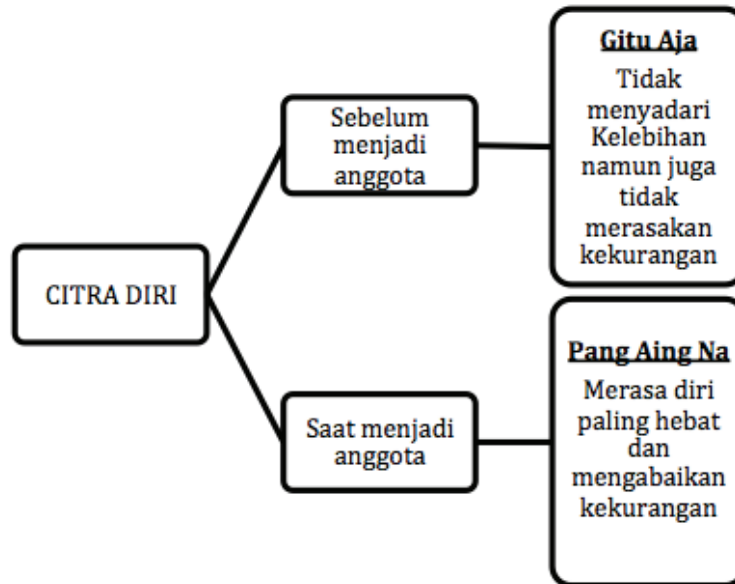 CITRA DIRI
Sebelum
menjadi
anggota
Gitu Aja
Tidak
menyadari
Kelebihan
namun juga
tidak
merasakan
kekurangan
Saat menjadi
anggota
Pang Aing Na
Merasa diri
paling hebat
dan
mengabaikan
kekurangan